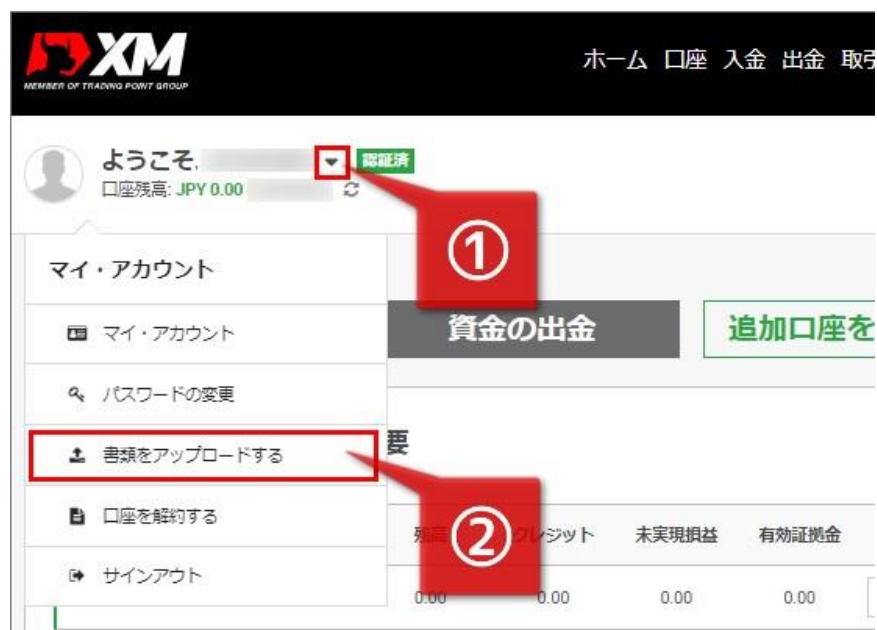 XM
MEMBER OF TRADING POINT GROUP
ホーム 口座 入金 出金 取引
ようこそ,
認証済
口座残高: JPY 0.00
①
マイ・アカウント
マイ・アカウント
資金の出金
追加口座を
パスワードの変更
書類をアップロードする
要
口座を解約する
②
クレジット 未実現損益 有効証拠金
サインアウト
0.00 0.00 0.00 0.00